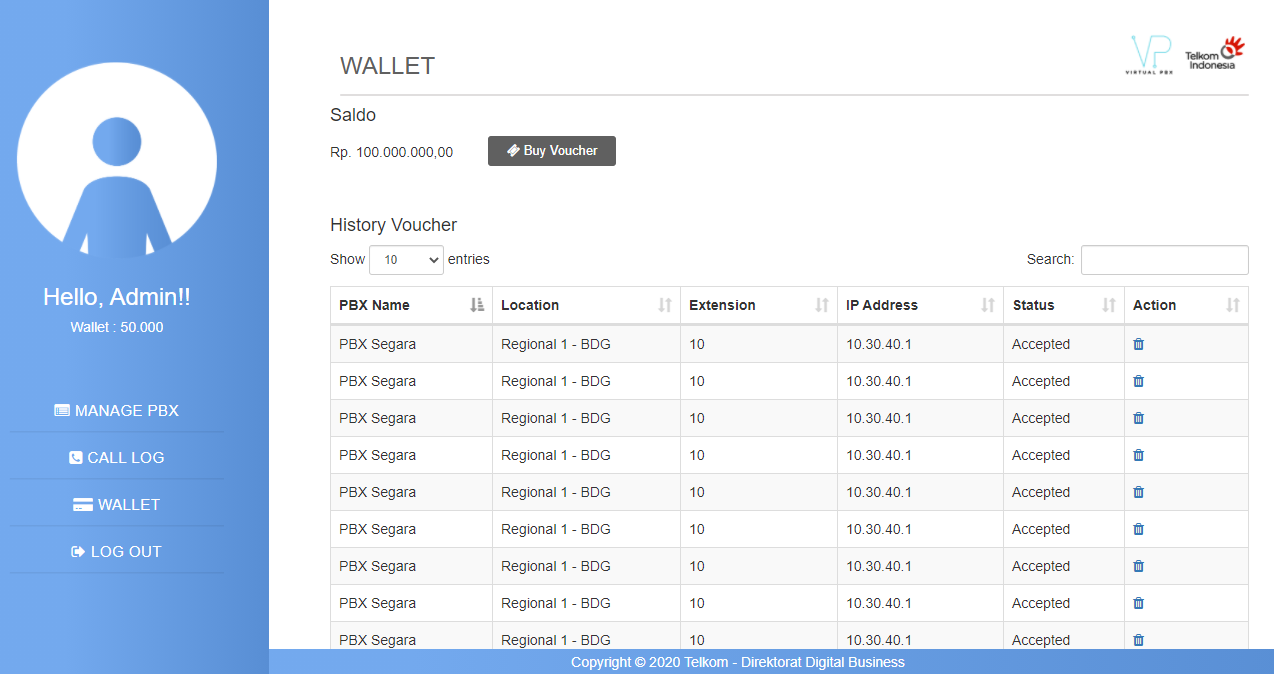 Hello, Admin!!
Wallet : 50.000
MANAGE PBX
CALL LOG
WALLET
LOG OUT
WALLET
VP
VIRTUAL PBX
Telkom
Indonesia
Saldo
Rp. 100.000.000,00
Buy Voucher
History Voucher
Show 10 entries
Search:
PBX Name Location Extension IP Address Status Action
PBX Segara Regional 1 - BDG 10 10.30.40.1 Accepted
PBX Segara Regional 1 - BDG 10 10.30.40.1 Accepted
PBX Segara Regional 1 - BDG 10 10.30.40.1 Accepted
PBX Segara Regional 1 - BDG 10 10.30.40.1 Accepted
PBX Segara Regional 1 - BDG 10 10.30.40.1 Accepted
PBX Segara Regional 1 - BDG 10 10.30.40.1 Accepted
PBX Segara Regional 1 - BDG 10 10.30.40.1 Accepted
PBX Segara Regional 1 - BDG 10 10.30.40.1 Accepted
PBX Segara Regional 1 - BDG 10 10.30.40.1 Accepted
Copyright © 2020 Telkom - Direktorat Digital Business